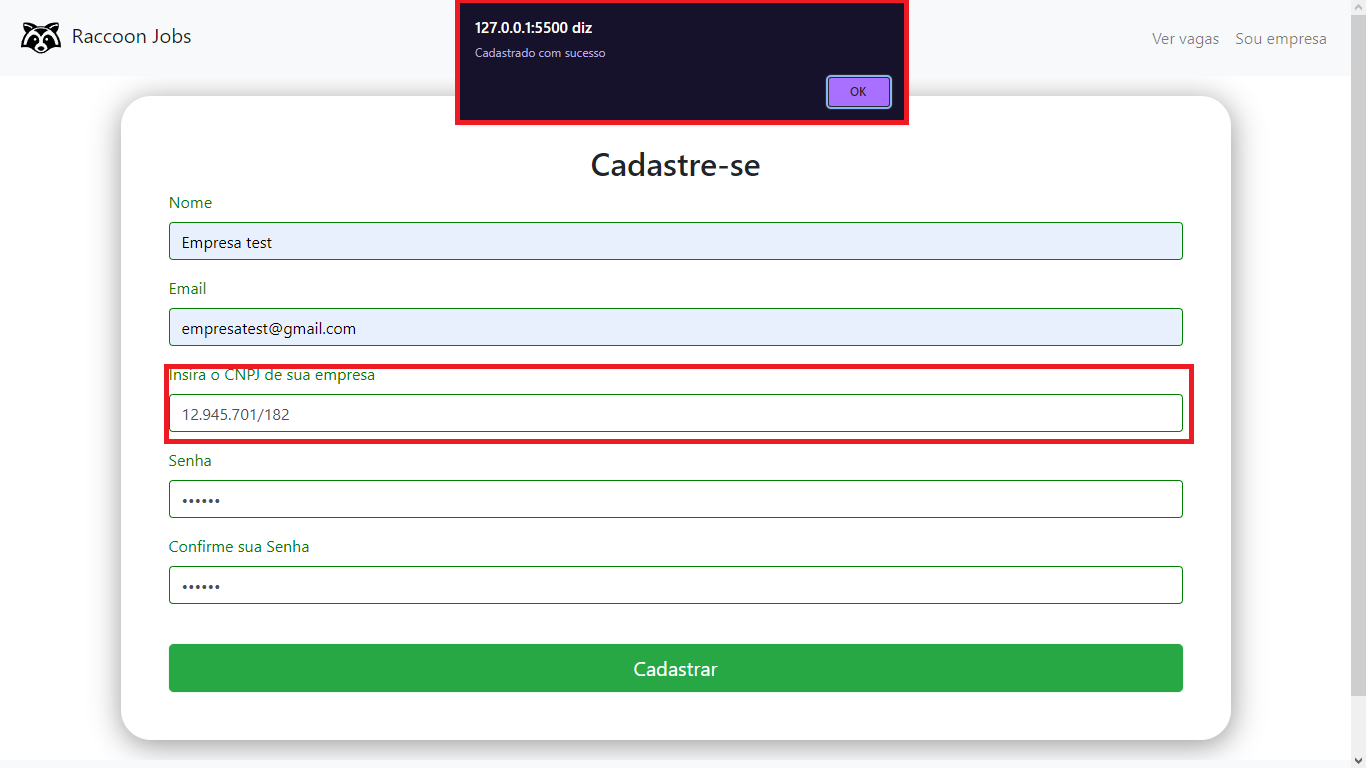 Raccoon Jobs
127.0.0.1:5500 diz
Cadastrado com sucesso
OK
Ver vagas
Sou empresa
Cadastre-se
Nome
Empresa test
Email
empresatest@gmail.com
Insira o CNPJ de sua empresa
12.945.701/182
Senha
••••••
Confirme sua Senha
••••••
Cadastrar